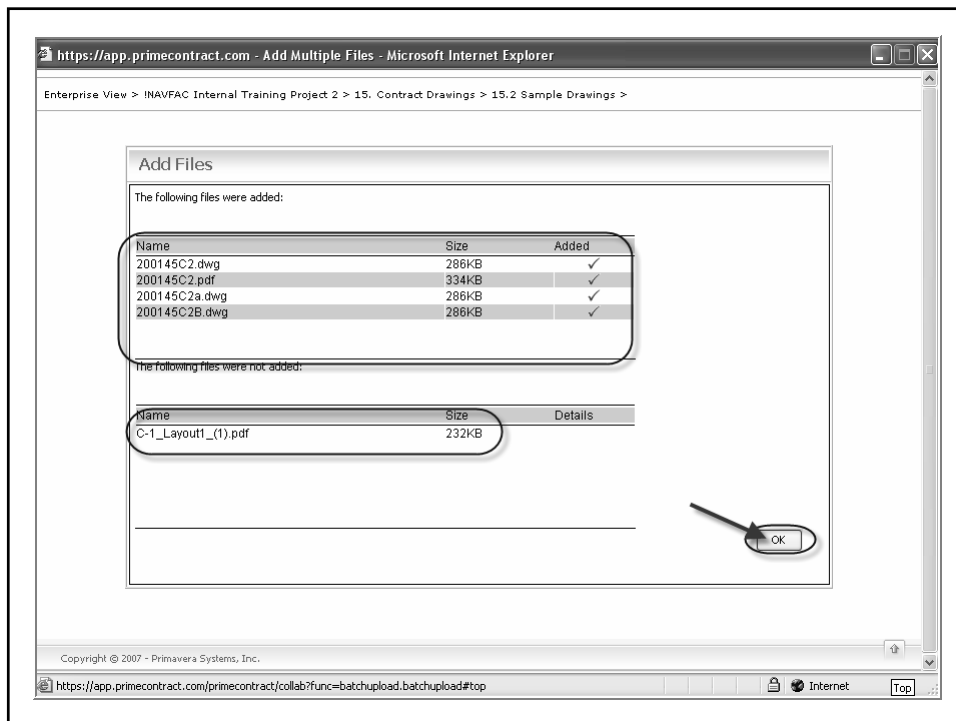 https://app.primecontract.com - Add Multiple Files - Microsoft Internet Explorer
Enterprise View > !NAVFAC Internal Training Project 2 > 15. Contract Drawings > 15.2 Sample Drawings >
Add Files
The following files were added:
Name Size Added
200145C2.dwg 286KB ✓
200145C2.pdf 334KB ✓
200145C2a.dwg 286KB ✓
200145C2B.dwg 286KB ✓
The following files were not added:
Name Size Details
C-1_Layout1_(1).pdf 232KB
OK
Copyright © 2007 - Primavera Systems, Inc.
https://app.primecontract.com/primecontract/collab?func=batchupload.batchupload#top Internet Top